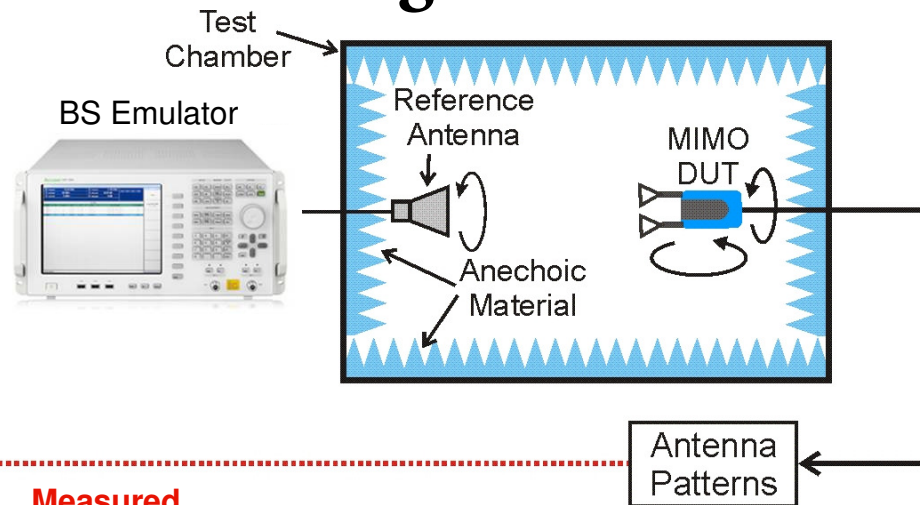 Test
Chamber
BS Emulator
Reference
Antenna
MIMO
DUT
Anechoic
Material
Antenna
Patterns
Measured